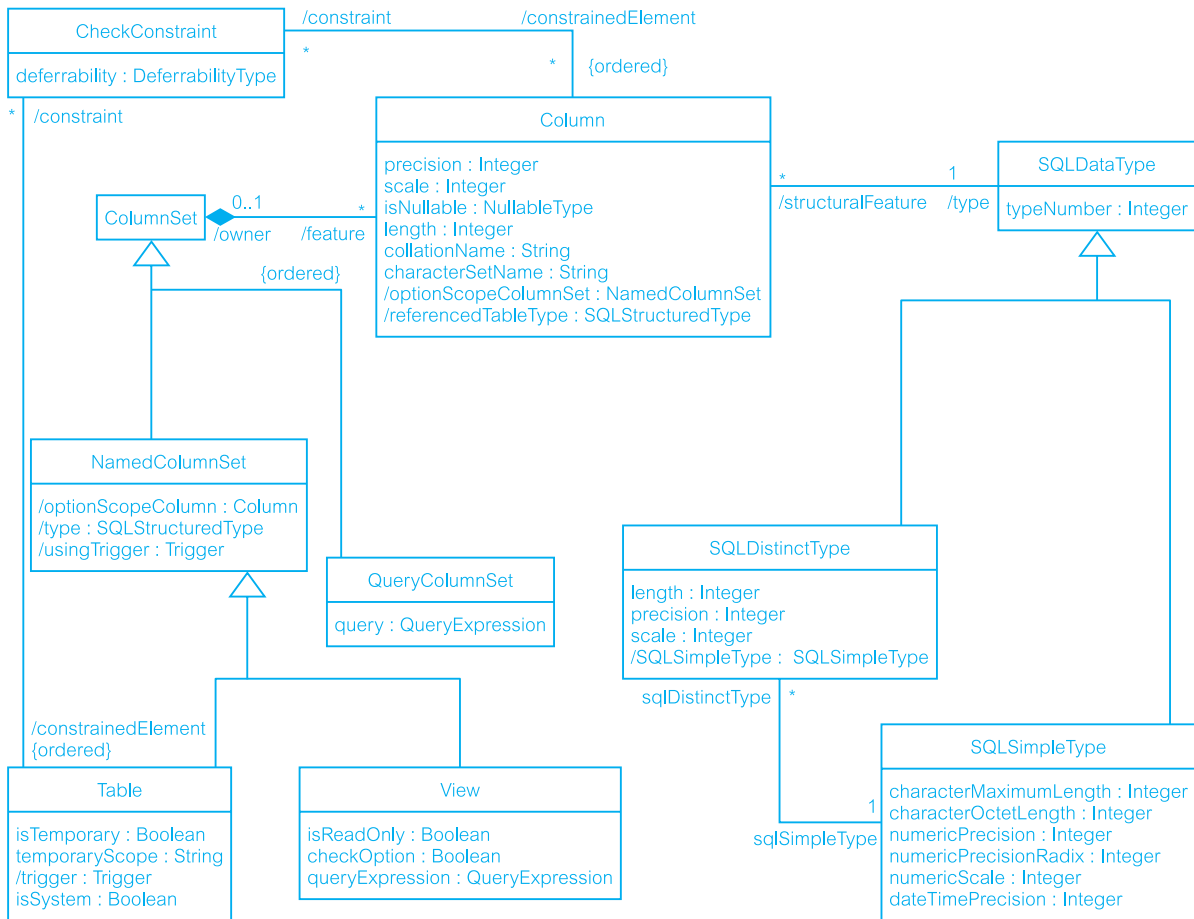 /constraint
/constrainedElement
CheckConstraint
*
deferrability : DeferrabilityType
*
{ordered}
*
/constraint
Column
precision : Integer
scale : Integer
isNullable : NullableType
length : Integer
collationName : String
characterSetName : String
/optionScopeColumnSet : NamedColumnSet
/referencedTableType : SQLStructuredType
SQLDataType
typeNumber : Integer
*
1
/structuralFeature
/type
ColumnSet
0..1
*
/owner
/feature
{ordered}
NamedColumnSet
/optionScopeColumn : Column
/type : SQLStructuredType
/usingTrigger : Trigger
QueryColumnSet
query : QueryExpression
SQLDistinctType
length : Integer
precision : Integer
scale : Integer
/SQLSimpleType : SQLSimpleType
sqlDistinctType
*
/constrainedElement
{ordered}
Table
isTemporary : Boolean
temporaryScope : String
/trigger : Trigger
isSystem : Boolean
View
isReadOnly : Boolean
checkOption : Boolean
queryExpression : QueryExpression
1
sqlSimpleType
SQLSimpleType
characterMaximumLength : Integer
characterOctetLength : Integer
numericPrecision : Integer
numericPrecisionRadix : Integer
numericScale : Integer
dateTimePrecision : Integer